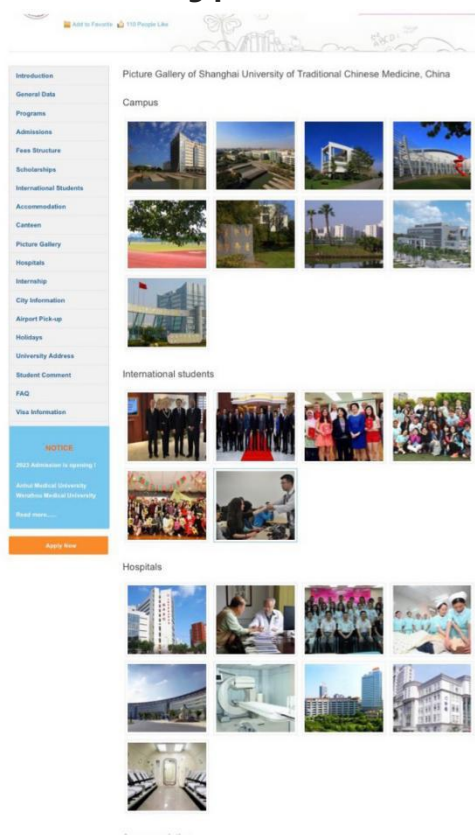 Add to Favorite 110 People Like
Introduction
General Data
Programs
Admissions
Fees Structure
Scholarships
International Students
Accommodation
Canteen
Picture Gallery
Hospitals
Internship
City Information
Airport Pick-up
Holidays
University Address
Student Comment
FAQ
Visa Information
NOTICE
2023 Admission is opening !
Anhui Medical University
Wenzhou Medical University
Read more......
Apply Now
Picture Gallery of Shanghai University of Traditional Chinese Medicine, China
Campus
International students
Hospitals